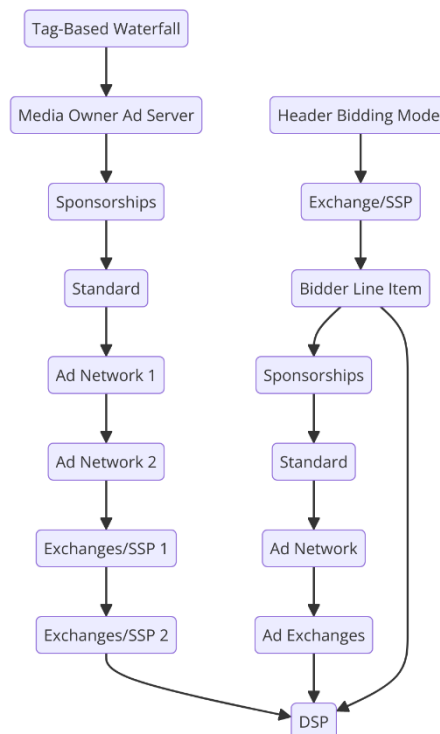 Tag-Based Waterfall
Media Owner Ad Server
Header Bidding Mode
Sponsorships
Exchange/SSP
Standard
Bidder Line Item
Ad Network 1
Sponsorships
Ad Network 2
Standard
Exchanges/SSP 1
Ad Network
Exchanges/SSP 2
Ad Exchanges
DSP